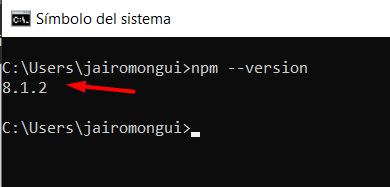 Símbolo del sistema
C:\Users\jairomongui>npm --version
8.1.2
C:\Users\jairomongui>